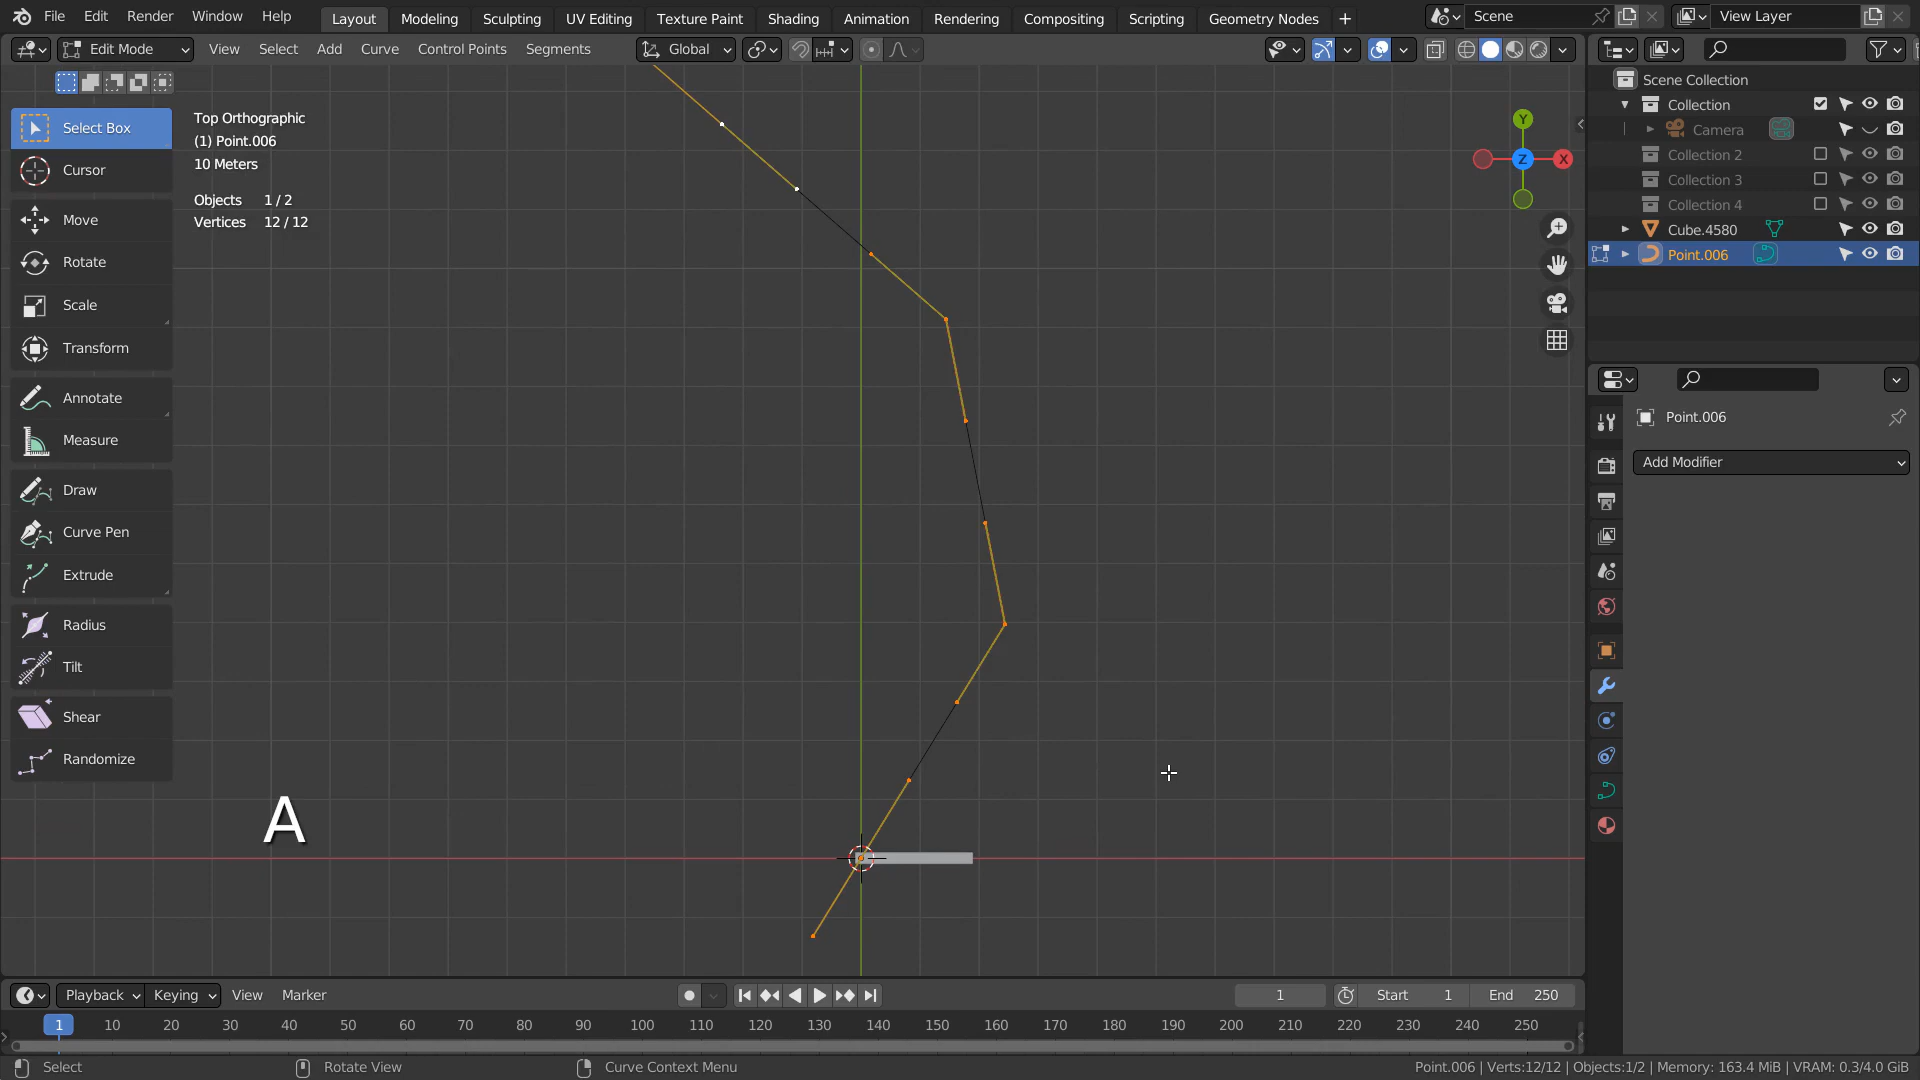 File Edit Render Window Help Layout Modeling Sculpting UV Editing Texture Paint Shading Animation Rendering Compositing Scripting Geometry Nodes + Scene View Layer
Edit Mode View Select Add Curve Control Points Segments Global
Scene Collection
Collection
Camera
Collection 2
Collection 3
Collection 4
Cube.4580
Point.006
Select Box
Cursor
Move
Rotate
Scale
Transform
Annotate
Measure
Draw
Curve Pen
Extrude
Radius
Tilt
Shear
Randomize
Top Orthographic
(1) Point.006
10 Meters
Objects 1 / 2
Vertices 12 / 12
Y
Z
X
A
Point.006
Add Modifier
Playback Keying View Marker 1 Start 1 End 250
1 10 20 30 40 50 60 70 80 90 100 110 120 130 140 150 160 170 180 190 200 210 220 230 240 250
Select Rotate View Curve Context Menu Point.006 | Verts:12/12 | Objects:1/2 | Memory: 163.4 MiB | VRAM: 0.3/4.0 GiB